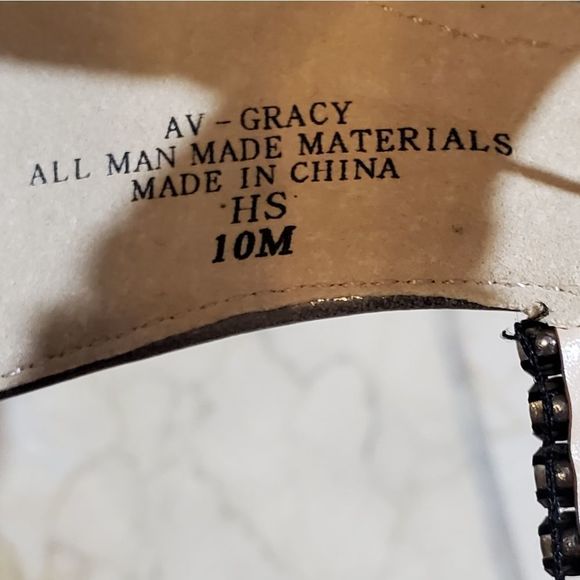 AV - GRACY
ALL MAN MADE MATERIALS
MADE IN CHINA
HS
10M